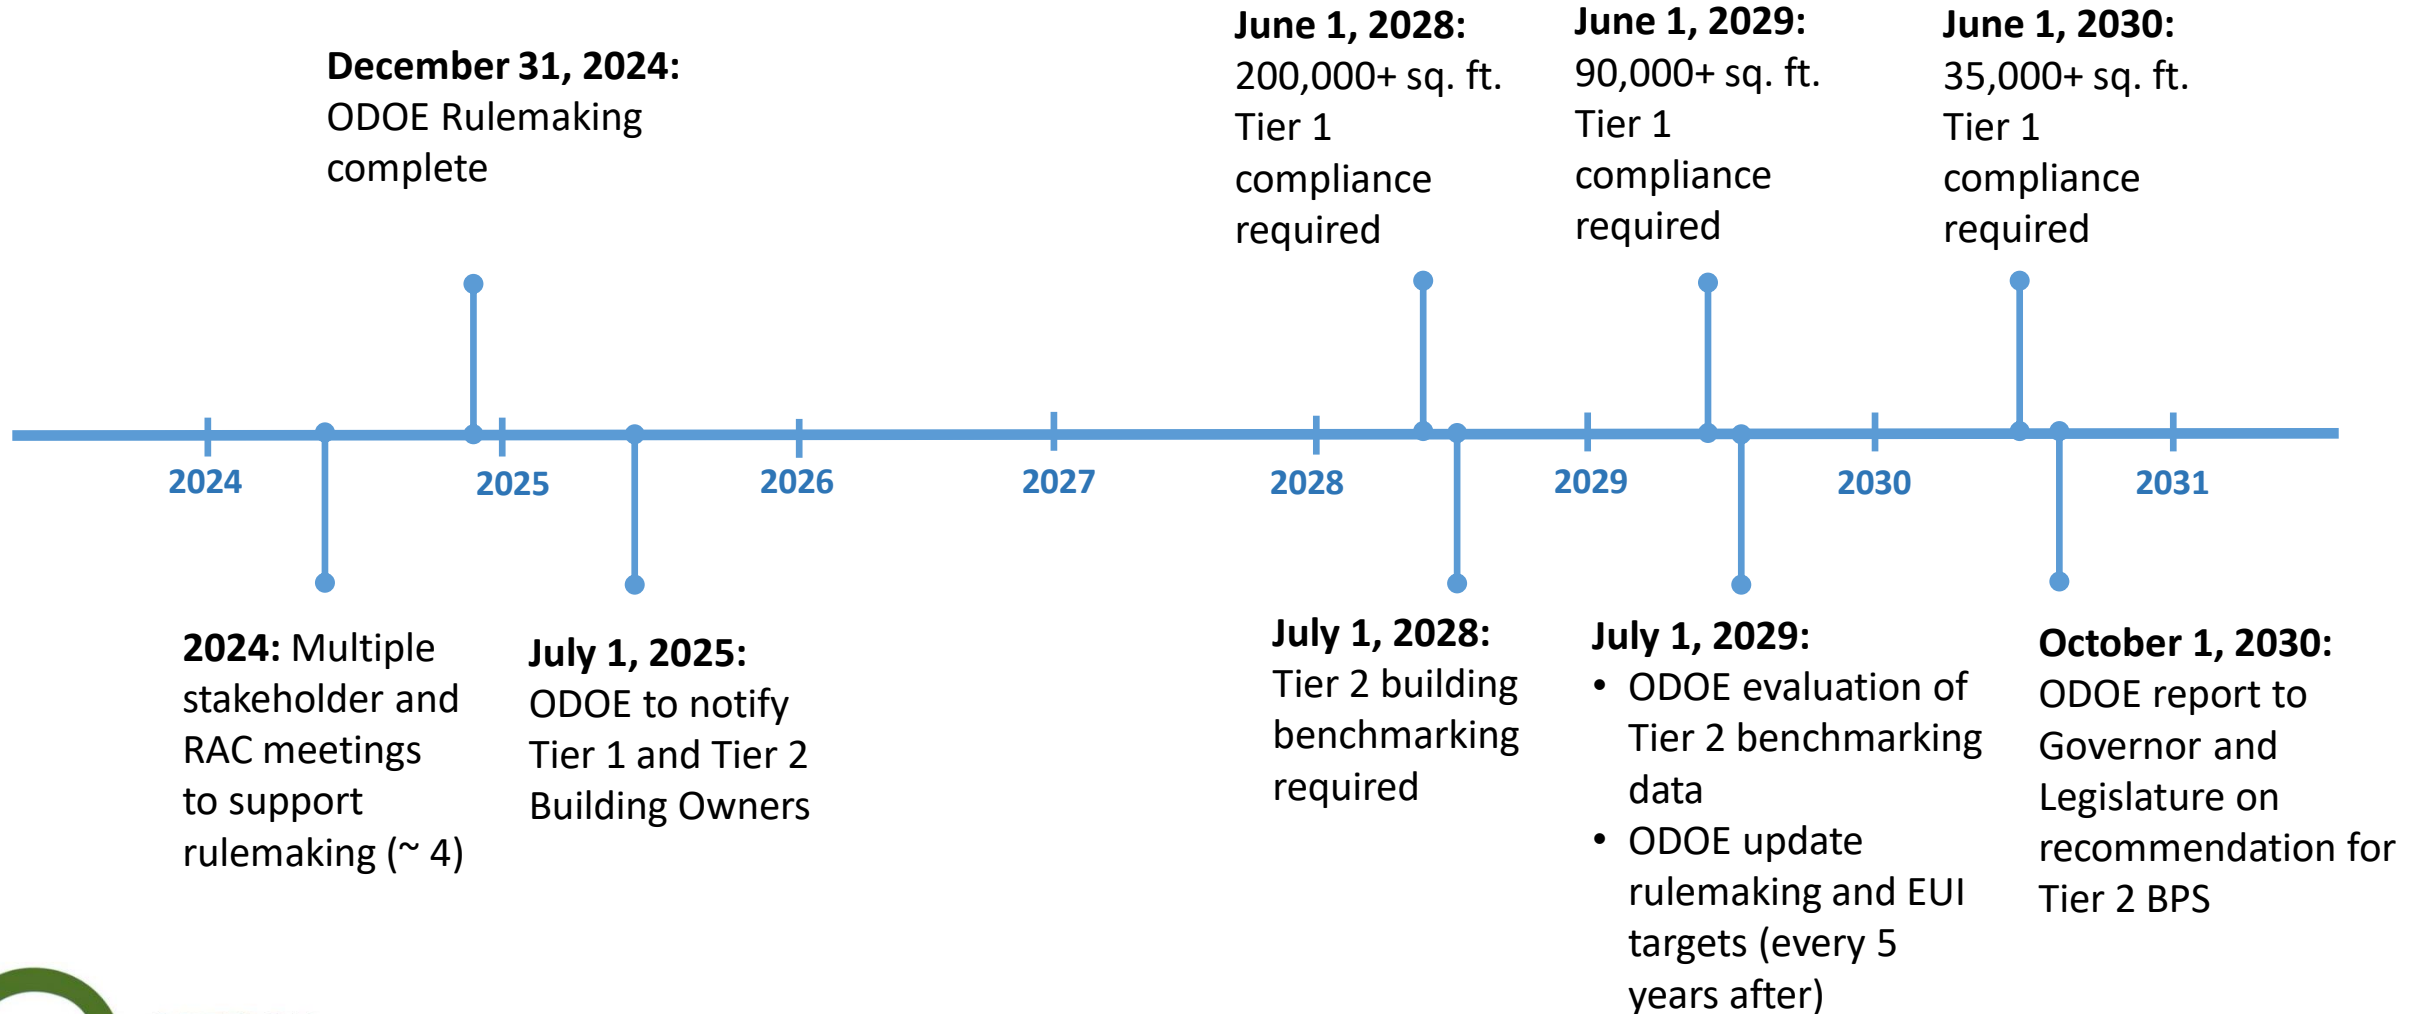 December 31, 2024:
ODOE Rulemaking
complete
June 1, 2028:
200,000+ sq. ft.
Tier 1
compliance
required
June 1, 2029:
90,000+ sq. ft.
Tier 1
compliance
required
June 1, 2030:
35,000+ sq. ft.
Tier 1
compliance
required
2024
2025
2026
2027
2028
2029
2030
2031
2024: Multiple
stakeholder and
RAC meetings
to support
rulemaking (~ 4)
July 1, 2025:
ODOE to notify
Tier 1 and Tier 2
Building Owners
July 1, 2028:
Tier 2 building
benchmarking
required
July 1, 2029:
• ODOE evaluation of
Tier 2 benchmarking
data
• ODOE update
rulemaking and EUI
targets (every 5
years after)
October 1, 2030:
ODOE report to
Governor and
Legislature on
recommendation for
Tier 2 BPS